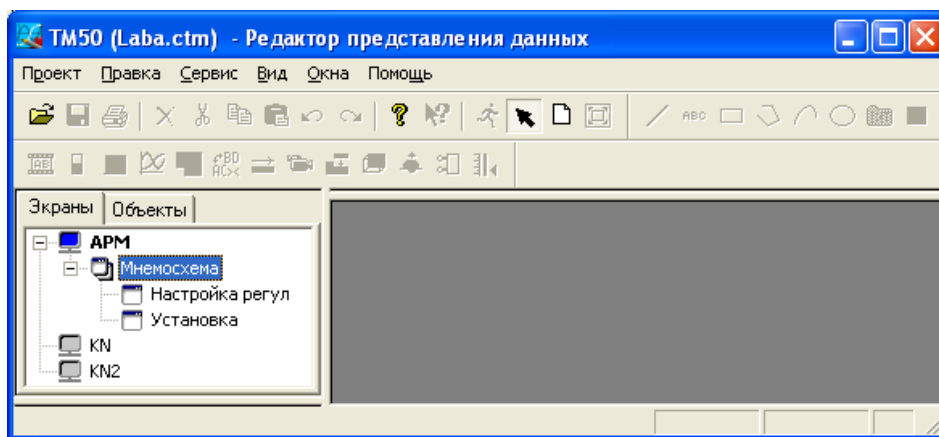 TM50 (Laba.ctm) - Редактор представления данных
Проект Правка Сервис Вид Окна Помощь
ABC
Экраны Объекты
АРМ
Мнемосхема
Настройка регул
Установка
KN
KN2